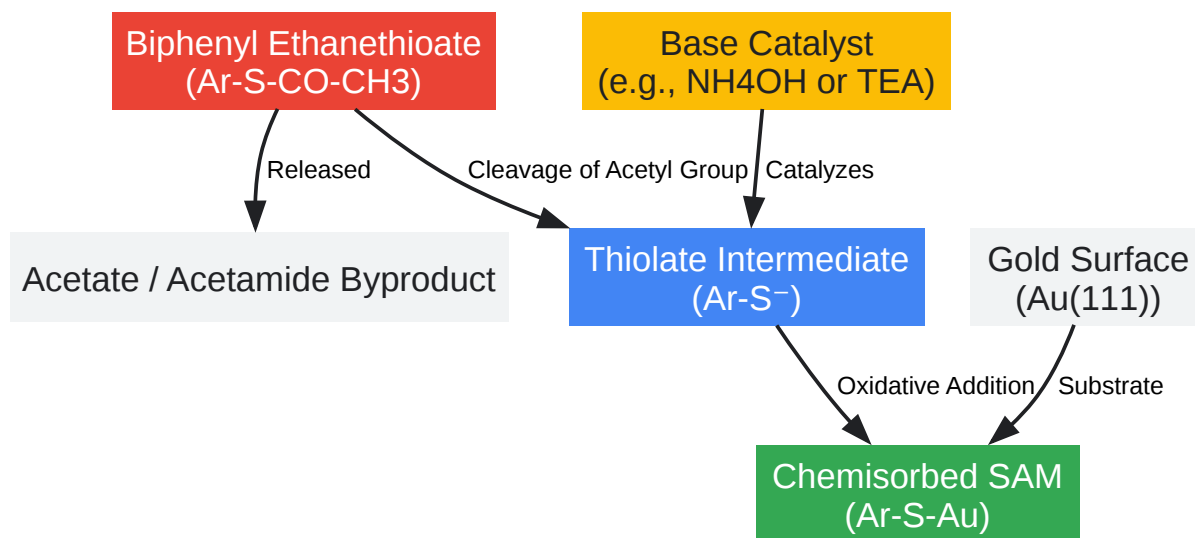 Biphenyl Ethanethioate
(Ar-S-CO-CH3)
Base Catalyst
(e.g., NH4OH or TEA)
Released
Cleavage of Acetyl Group
Catalyzes
Acetate / Acetamide Byproduct
Thiolate Intermediate
(Ar-S⁻)
Gold Surface
(Au(111))
Oxidative Addition
Substrate
Chemisorbed SAM
(Ar-S-Au)